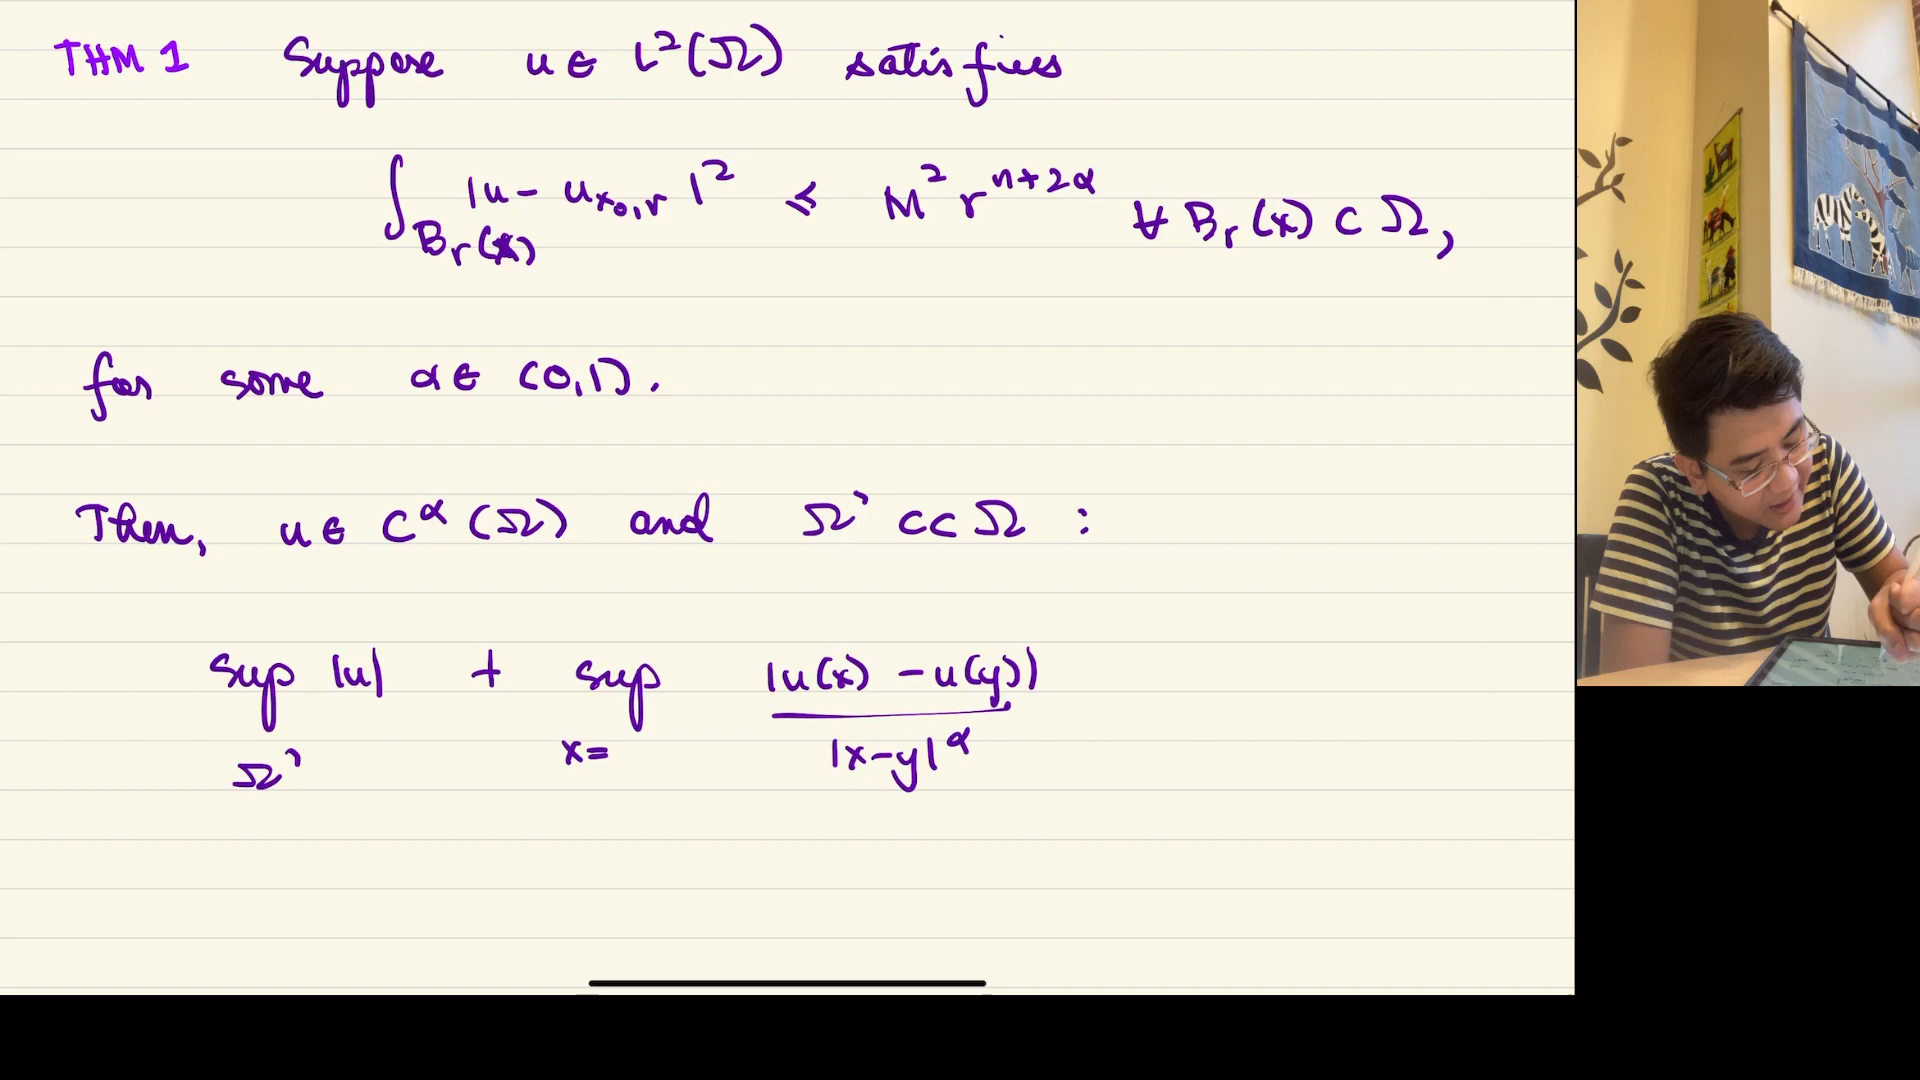 THM 1 Suppose u ∈ L²(Ω) satisfies
∫_{B_r(x)} |u - u_{x₀,r}|² ≤ M² r^{n+2α} ∀ B_r(x) ⊂ Ω,
for some α ∈ (0,1).
Then, u ∈ C^α(Ω) and Ω' ⊂⊂ Ω :
sup_{Ω'} |u| + sup_{x=} |u(x) - u(y)| / |x-y|^α